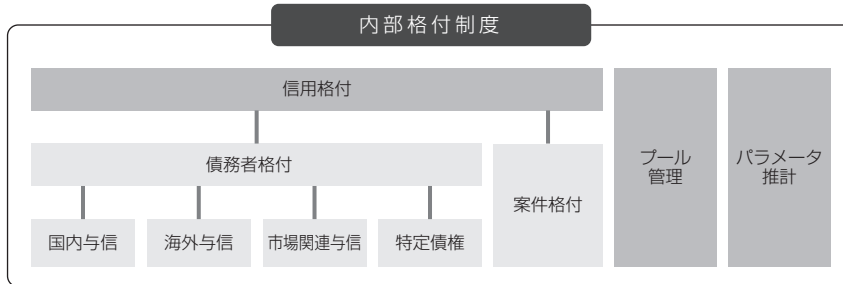 内部格付制度
信用格付
債務者格付
国内与信
海外与信
市場関連与信
特定債権
案件格付
プール
管理
パラメータ
推計